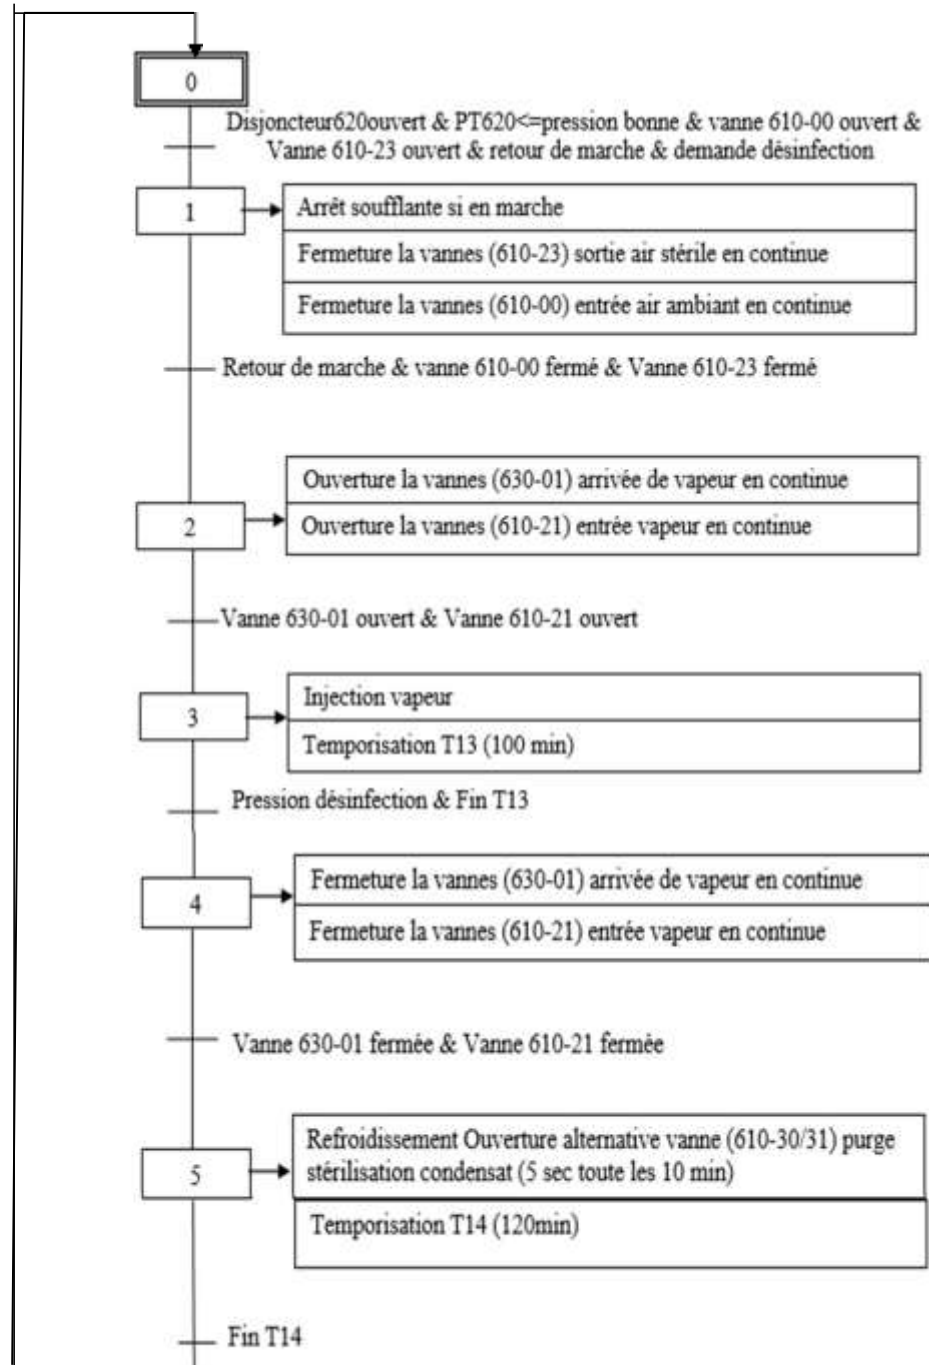 0
Disjoncteur620ouvert & PT620<=pression bonne & vanne 610-00 ouvert &
Vanne 610-23 ouvert & retour de marche & demande désinfection
1
Arrêt soufflante si en marche
Fermeture la vannes (610-23) sortie air stérile en continue
Fermeture la vannes (610-00) entrée air ambiant en continue
Retour de marche & vanne 610-00 fermé & Vanne 610-23 fermé
Ouverture la vannes (630-01) arrivée de vapeur en continue
2
Ouverture la vannes (610-21) entrée vapeur en continue
Vanne 630-01 ouvert & Vanne 610-21 ouvert
Injection vapeur
3
Temporisation T13 (100 min)
Pression désinfection & Fin T13
Fermeture la vannes (630-01) arrivée de vapeur en continue
4
Fermeture la vannes (610-21) entrée vapeur en continue
Vanne 630-01 fermée & Vanne 610-21 fermée
Refroidissement Ouverture alternative vanne (610-30/31) purge
stérilisation condensat (5 sec toute les 10 min)
5
Temporisation T14 (120min)
Fin T14